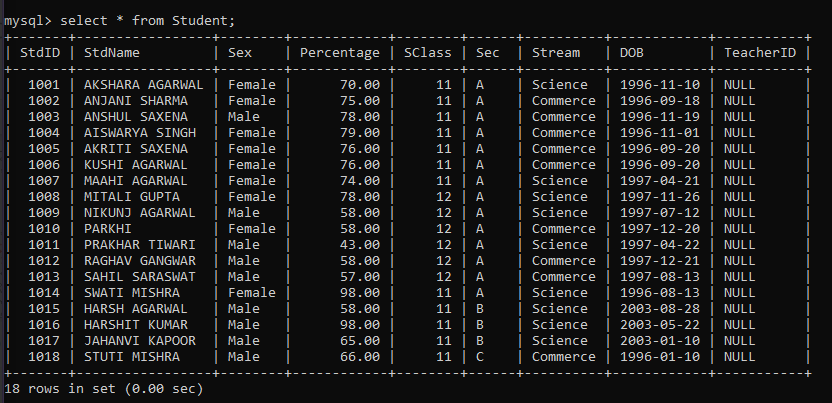 mysql> select * from Student;
+-------+-----------------+--------+------------+--------+------+----------+------------+-----------+
| StdID | StdName         | Sex    | Percentage | SClass | Sec  | Stream   | DOB        | TeacherID |
+-------+-----------------+--------+------------+--------+------+----------+------------+-----------+
|  1001 | AKSHARA AGARWAL | Female |      70.00 |     11 | A    | Science  | 1996-11-10 | NULL      |
|  1002 | ANJANI SHARMA   | Female |      75.00 |     11 | A    | Commerce | 1996-09-18 | NULL      |
|  1003 | ANSHUL SAXENA   | Male   |      78.00 |     11 | A    | Commerce | 1996-11-19 | NULL      |
|  1004 | AISWARYA SINGH  | Female |      79.00 |     11 | A    | Commerce | 1996-11-01 | NULL      |
|  1005 | AKRITI SAXENA   | Female |      76.00 |     11 | A    | Commerce | 1996-09-20 | NULL      |
|  1006 | KUSHI AGARWAL   | Female |      76.00 |     11 | A    | Commerce | 1996-09-20 | NULL      |
|  1007 | MAAHI AGARWAL   | Female |      74.00 |     11 | A    | Science  | 1997-04-21 | NULL      |
|  1008 | MITALI GUPTA    | Female |      78.00 |     12 | A    | Science  | 1997-11-26 | NULL      |
|  1009 | NIKUNJ AGARWAL  | Male   |      58.00 |     12 | A    | Science  | 1997-07-12 | NULL      |
|  1010 | PARKHI          | Female |      58.00 |     12 | A    | Commerce | 1997-12-20 | NULL      |
|  1011 | PRAKHAR TIWARI  | Male   |      43.00 |     12 | A    | Science  | 1997-04-22 | NULL      |
|  1012 | RAGHAV GANGWAR  | Male   |      58.00 |     12 | A    | Commerce | 1997-12-21 | NULL      |
|  1013 | SAHIL SARASWAT  | Male   |      57.00 |     12 | A    | Commerce | 1997-08-13 | NULL      |
|  1014 | SWATI MISHRA    | Female |      98.00 |     11 | A    | Science  | 1996-08-13 | NULL      |
|  1015 | HARSH AGARWAL   | Male   |      58.00 |     11 | B    | Science  | 2003-08-28 | NULL      |
|  1016 | HARSHIT KUMAR   | Male   |      98.00 |     11 | B    | Science  | 2003-05-22 | NULL      |
|  1017 | JAHANVI KAPOOR  | Male   |      65.00 |     11 | B    | Science  | 2003-01-10 | NULL      |
|  1018 | STUTI MISHRA    | Male   |      66.00 |     11 | C    | Commerce | 1996-01-10 | NULL      |
+-------+-----------------+--------+------------+--------+------+----------+------------+-----------+
18 rows in set (0.00 sec)